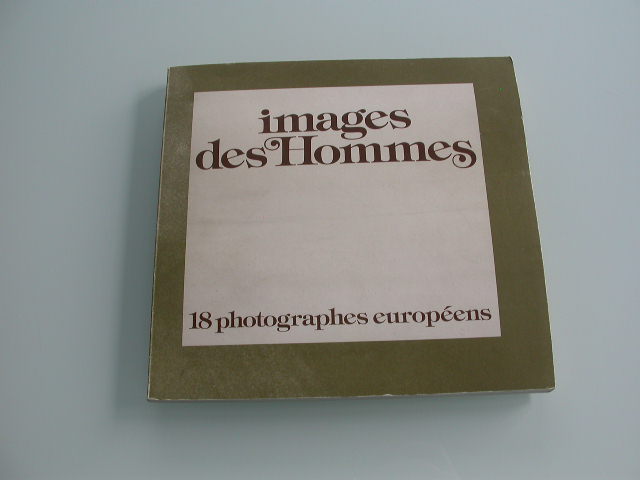 images
des Hommes
18 photographes européens